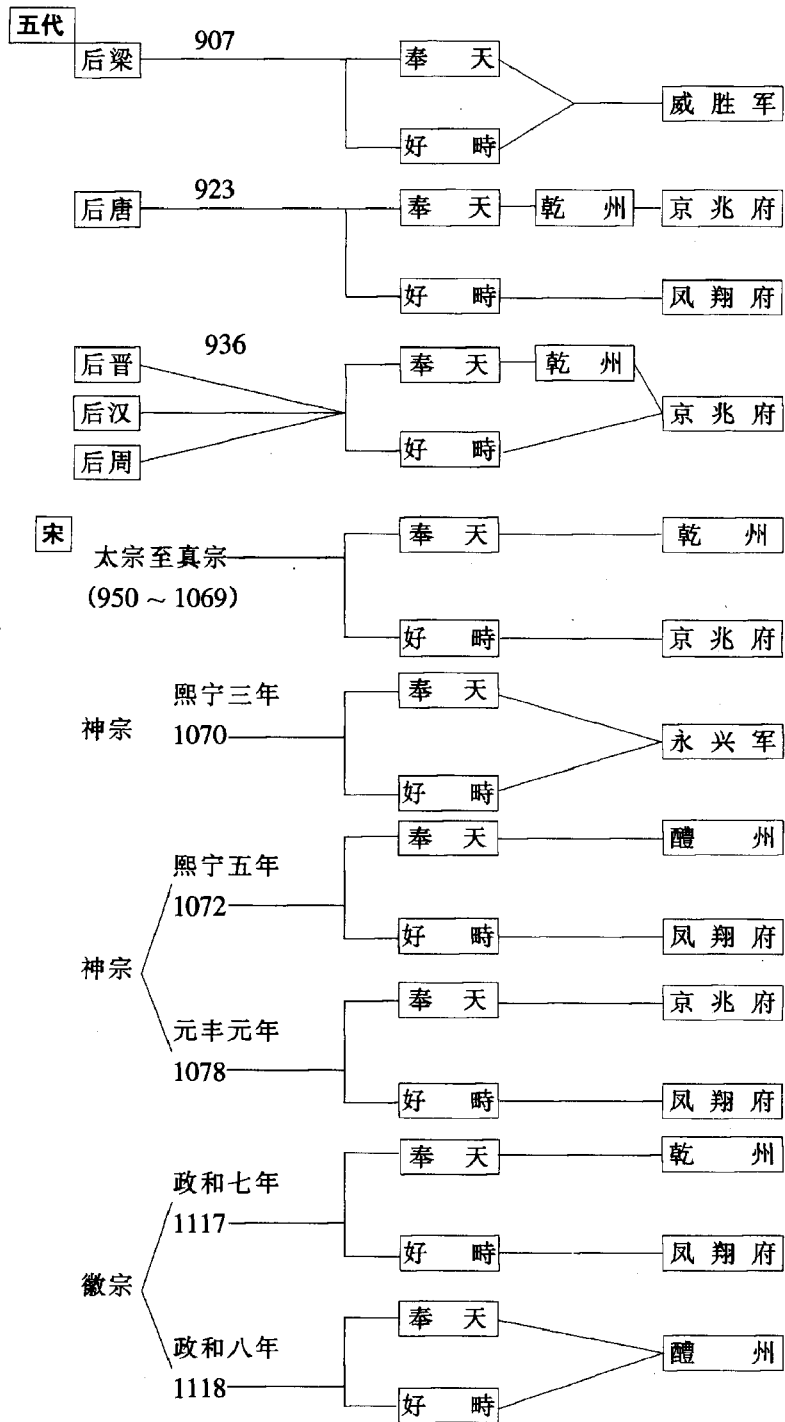 五代
后梁 907 奉天
威胜军
好畤
后唐 923 奉天 乾州 京兆府
好畤 凤翔府
后晋 936 奉天 乾州
后汉 京兆府
后周 好畤
宋
奉天 乾州
太宗至真宗
(950～1069)
好畤 京兆府
熙宁三年 奉天
神宗 1070 永兴军
好畤
熙宁五年 奉天 醴州
1072
好畤 凤翔府
神宗
元丰元年 奉天 京兆府
1078
好畤 凤翔府
政和七年 奉天 乾州
1117
好畤 凤翔府
徽宗
政和八年 奉天
醴州
1118 好畤